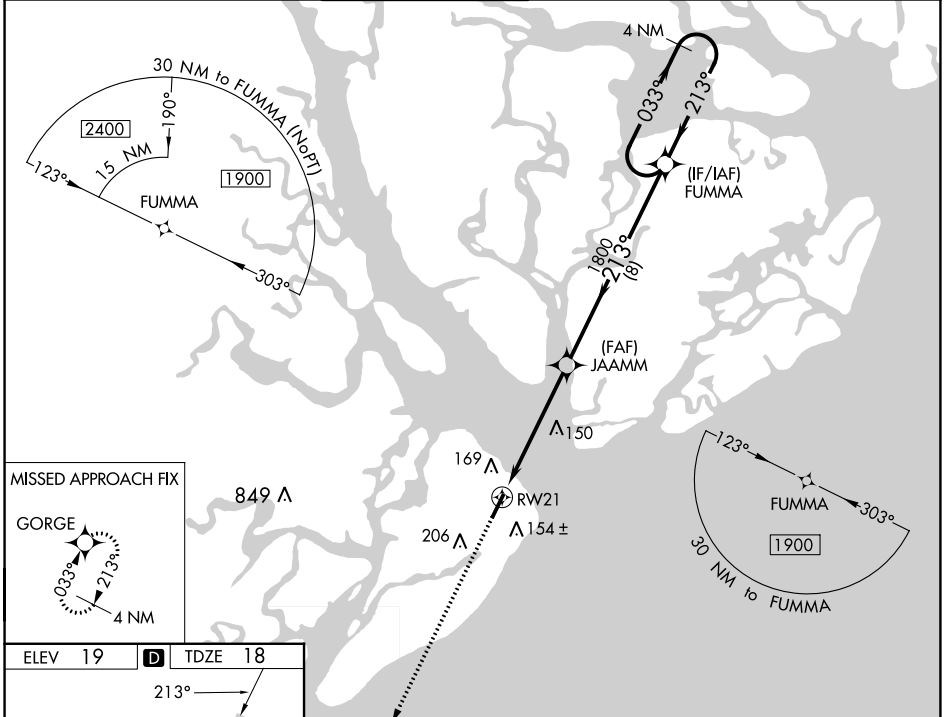 4 NM
033°
213°
(IF/IAF)
FUMMA
30 NM to FUMMA (NoPT)
190°
2400
15 NM
1900
123°
FUMMA
303°
1800
213°
(8)
(FAF)
JAAMM
150
169
RW21
849
206
154 ±
MISSED APPROACH FIX
GORGE
033°
213°
4 NM
123°
FUMMA
303°
1900
30 NM to FUMMA
ELEV 19
D
TDZE 18
213°